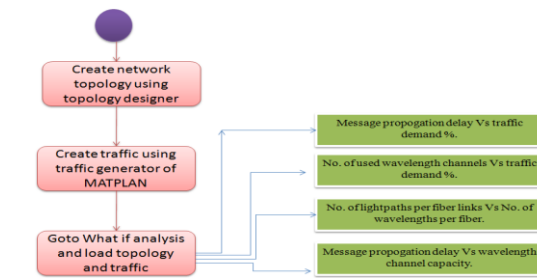 Create network
topology using
topology designer
Create traffic using
traffic generator of
MATPLAN
Goto What if analysis
and load topology
and traffic
Message propogation delay Vs traffic
demand %.
No. of used wavelength channels Vs traffic
demand %.
No. of lightpaths per fiber links Vs No. of
wavelengths per fiber.
Message propogation delay Vs wavelength
channel capacity.